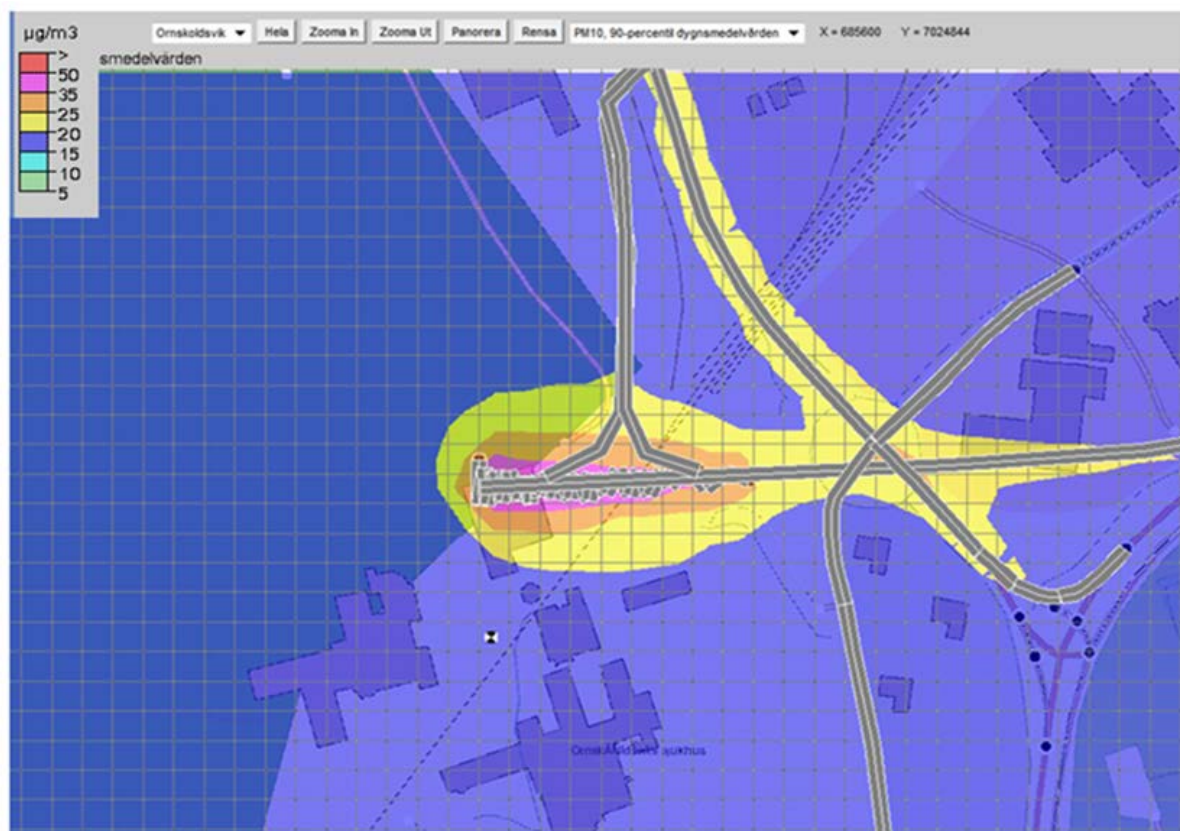 µg/m3
Ornskoldsvik Hela Zooma In Zooma Ut Panorera Rensa PM10, 90-percentil dygnsmedelvärden X = 685600 Y = 7024844
smedelvärden
>
50
35
25
20
15
10
5
sjukhus